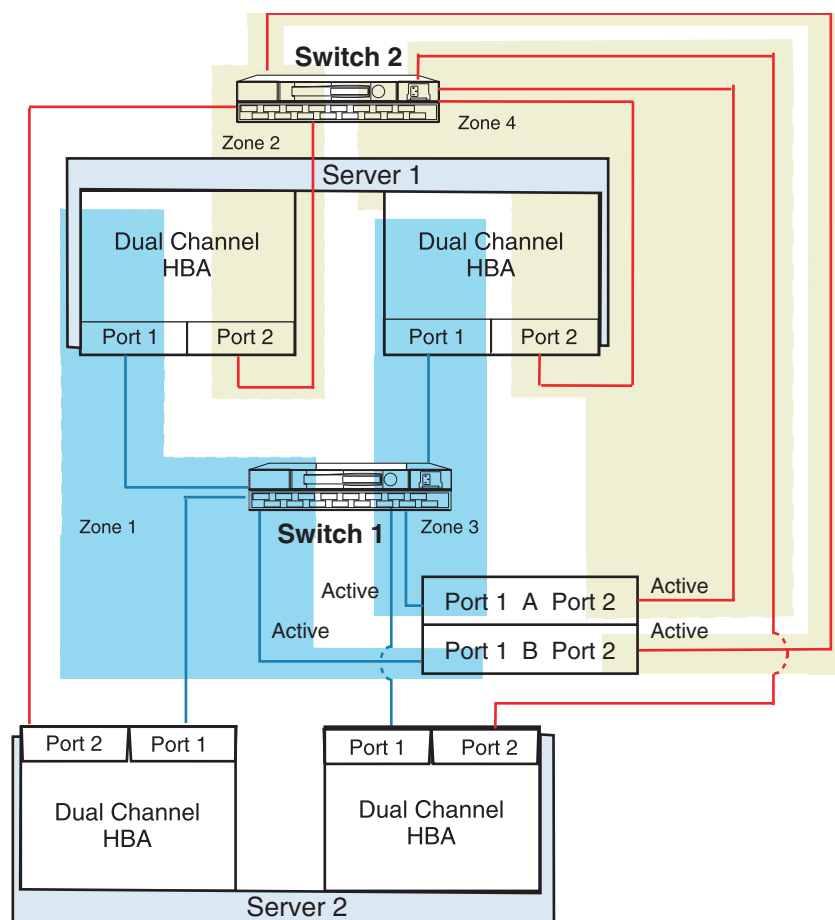 Switch 2
Zone 4
Zone 2
Server 1
Dual Channel
HBA
Dual Channel
HBA
Port 1
Port 2
Port 1
Port 2
Zone 1
Switch 1
Zone 3
Active
Active
Port 1 A Port 2
Active
Active
Port 1 B Port 2
Port 2
Port 1
Port 1
Port 2
Dual Channel
HBA
Dual Channel
HBA
Server 2